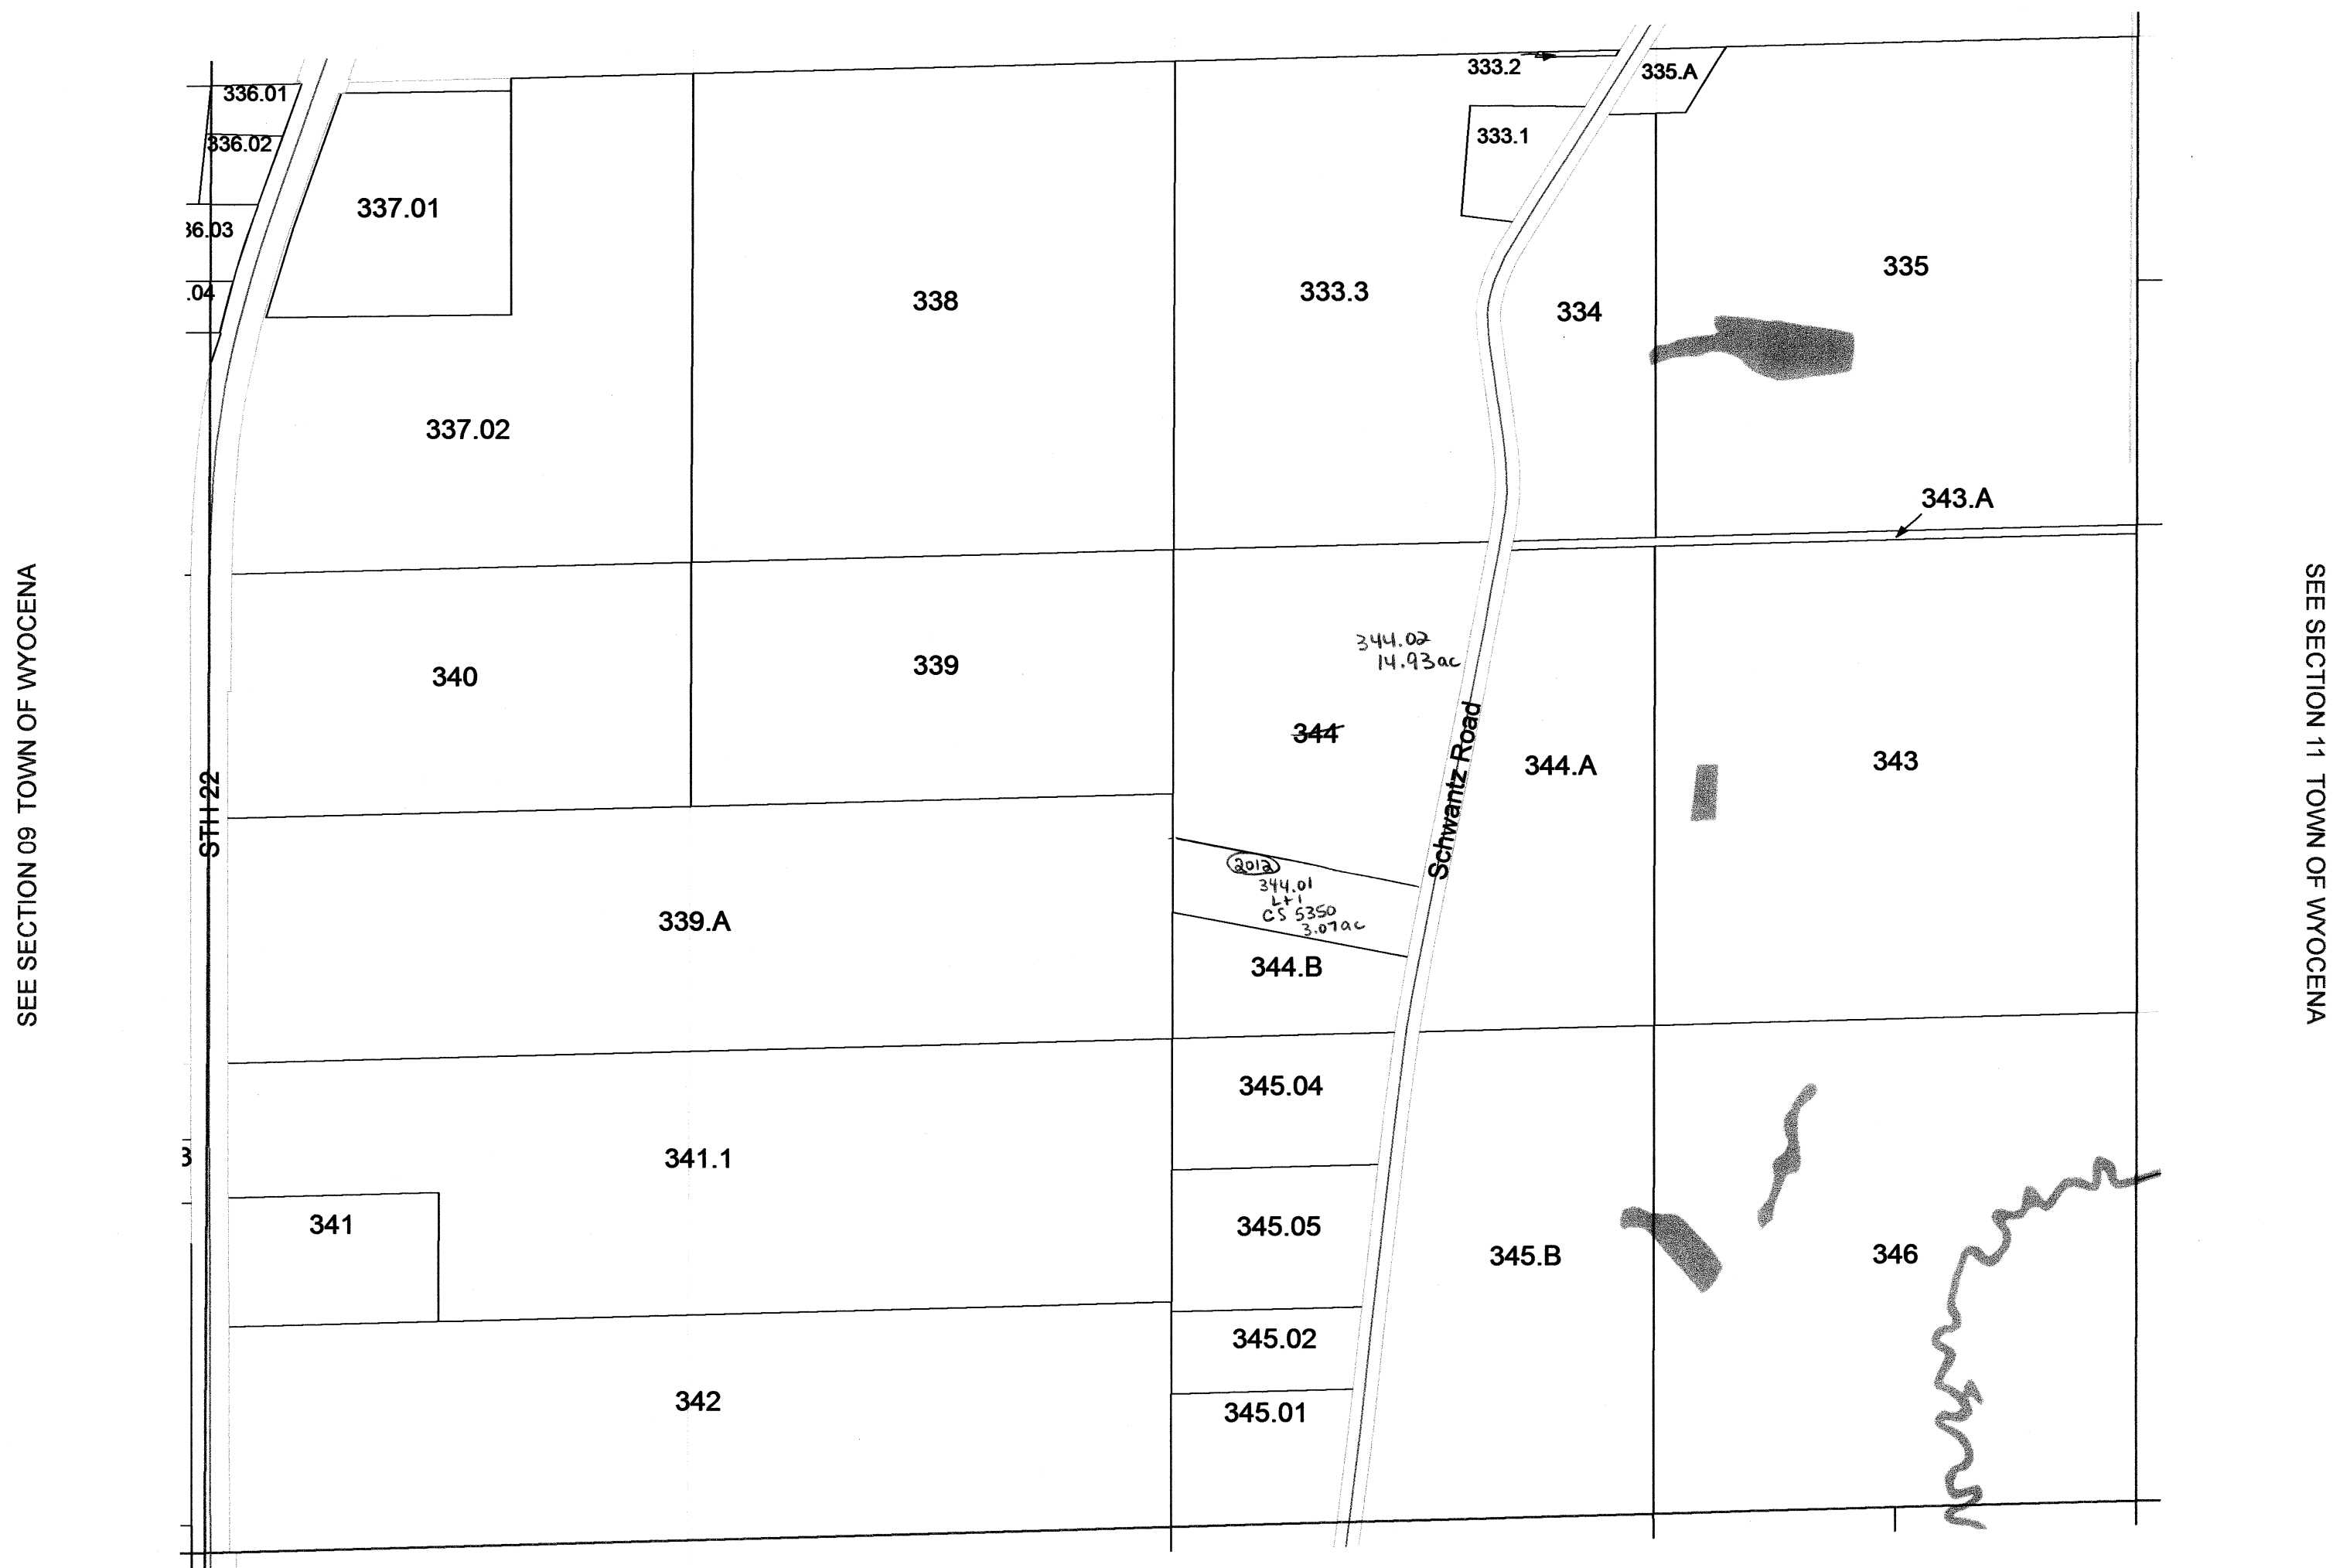 333.2
335.A
336.01
333.1
336.02
337.01
36.03
335
.04
338
333.3
334
337.02
343.A
344.02
14.93ac
340
339
344
Schwantz Road
344.A
343
STH 22
SEE SECTION 09 TOWN OF WYOCENA
SEE SECTION 11 TOWN OF WYOCENA
2012
344.01
Lt 1
CS 5350
3.07ac
339.A
344.B
345.04
3
341.1
341
345.05
345.B
346
345.02
342
345.01